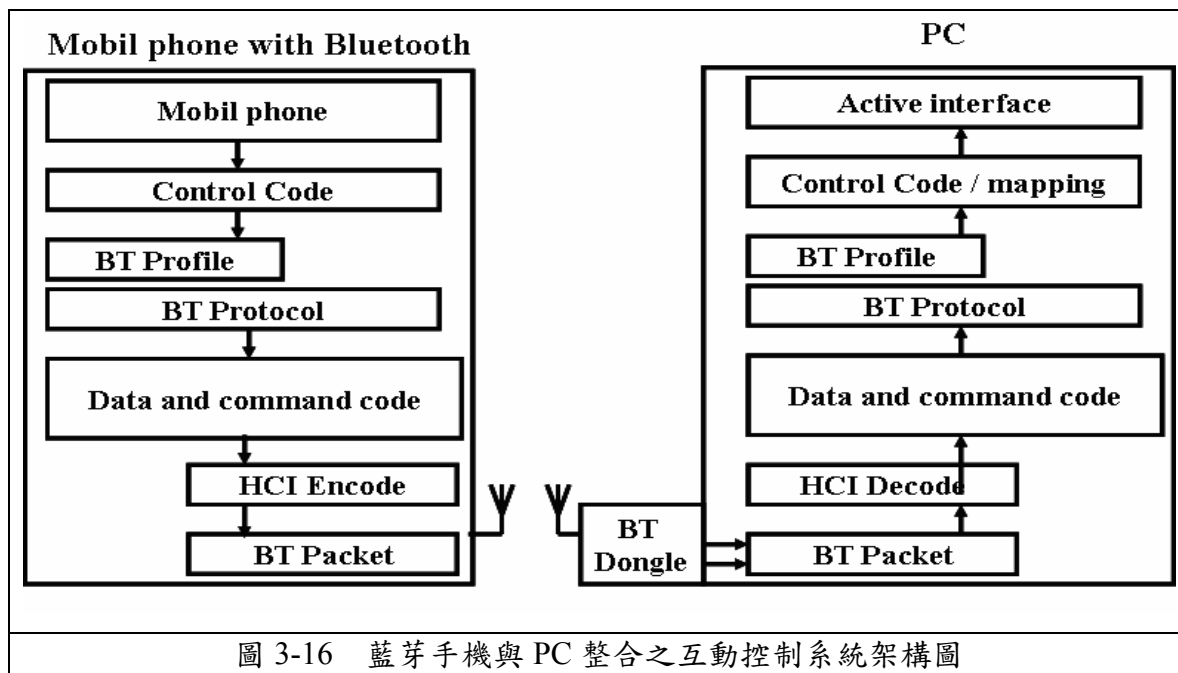 Mobil phone with Bluetooth
Mobil phone
Control Code
BT Profile
BT Protocol
Data and command code
HCI Encode
BT Packet
BT
Dongle
PC
Active interface
Control Code / mapping
BT Profile
BT Protocol
Data and command code
HCI Decode
BT Packet
圖 3-16 藍芽手機與 PC 整合之互動控制系統架構圖